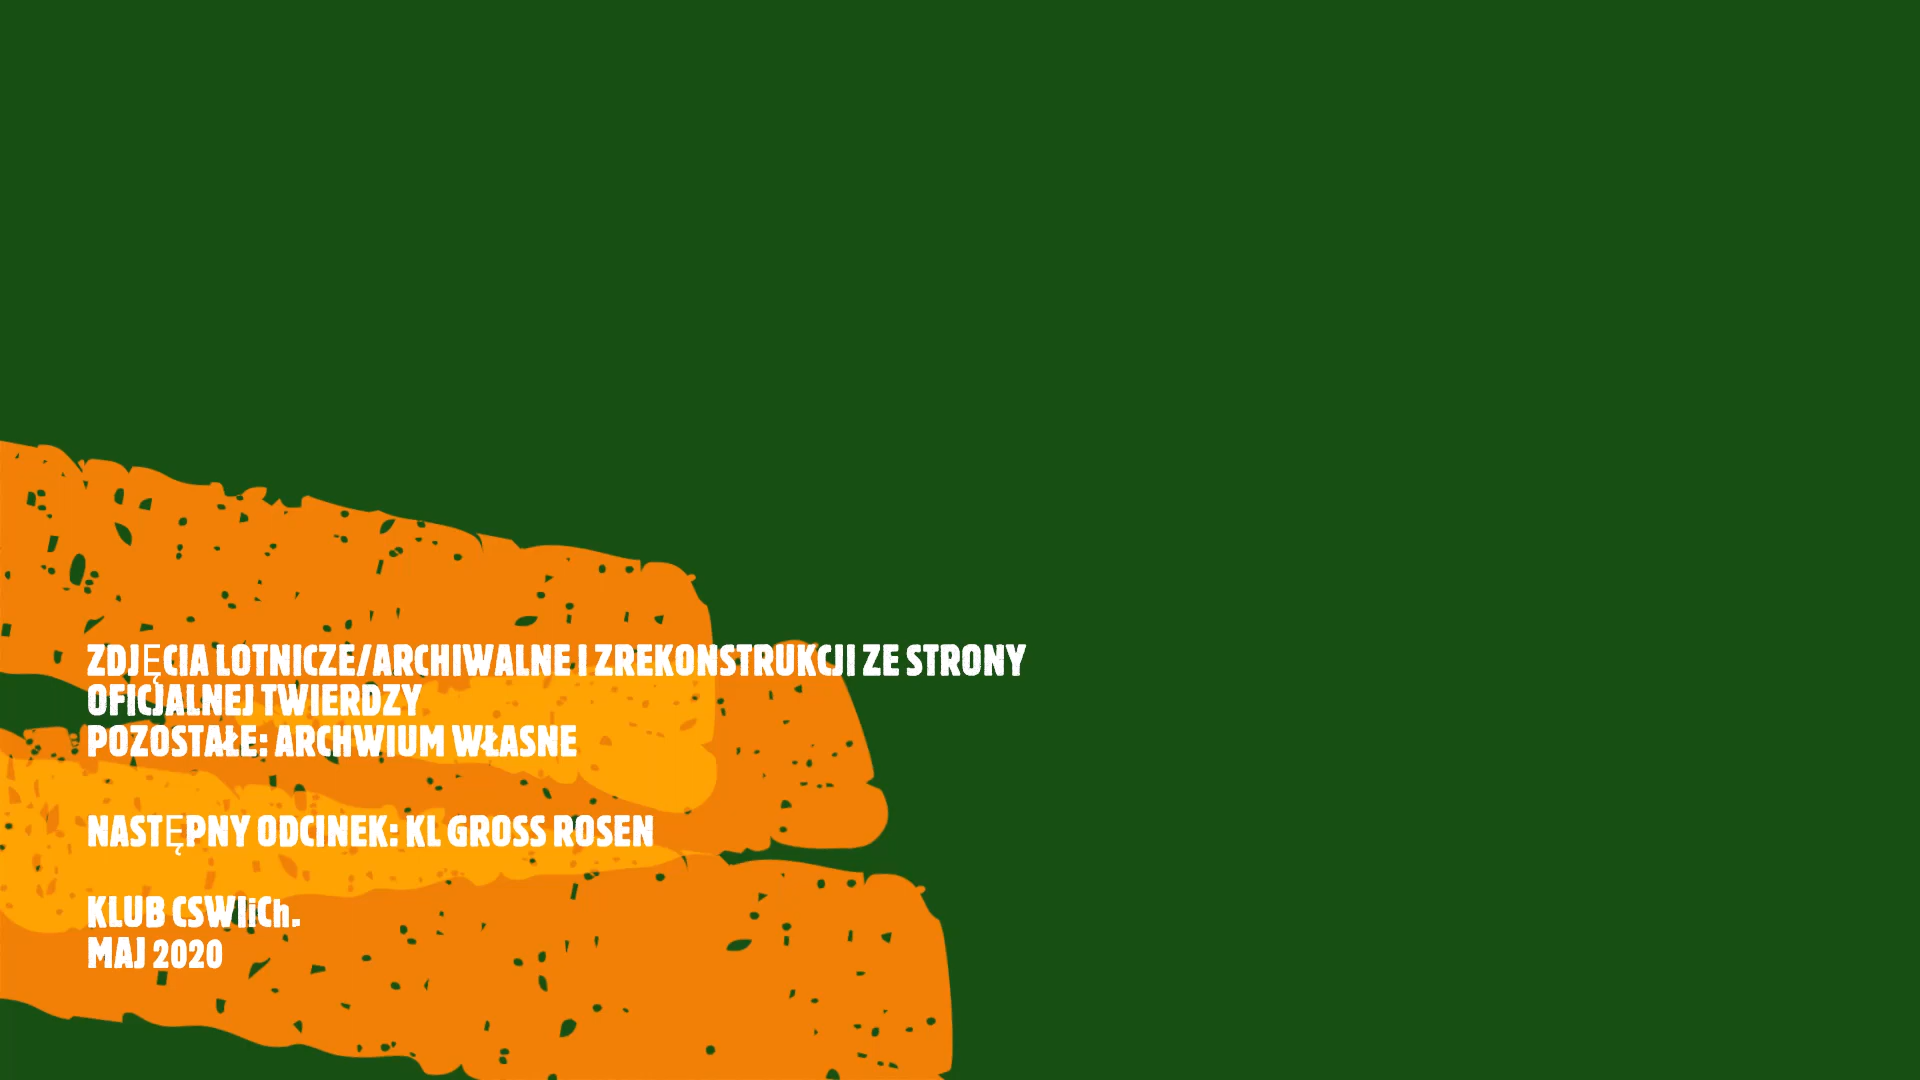 ZDJĘCIA LOTNICZE/ARCHIWALNE I ZREKONSTRUKCJI ZE STRONY
OFICJALNEJ TWIERDZY
POZOSTAŁE: ARCHWIUM WŁASNE
NASTĘPNY ODCINEK: KL GROSS ROSEN
KLUB CSWIiCh.
MAJ 2020